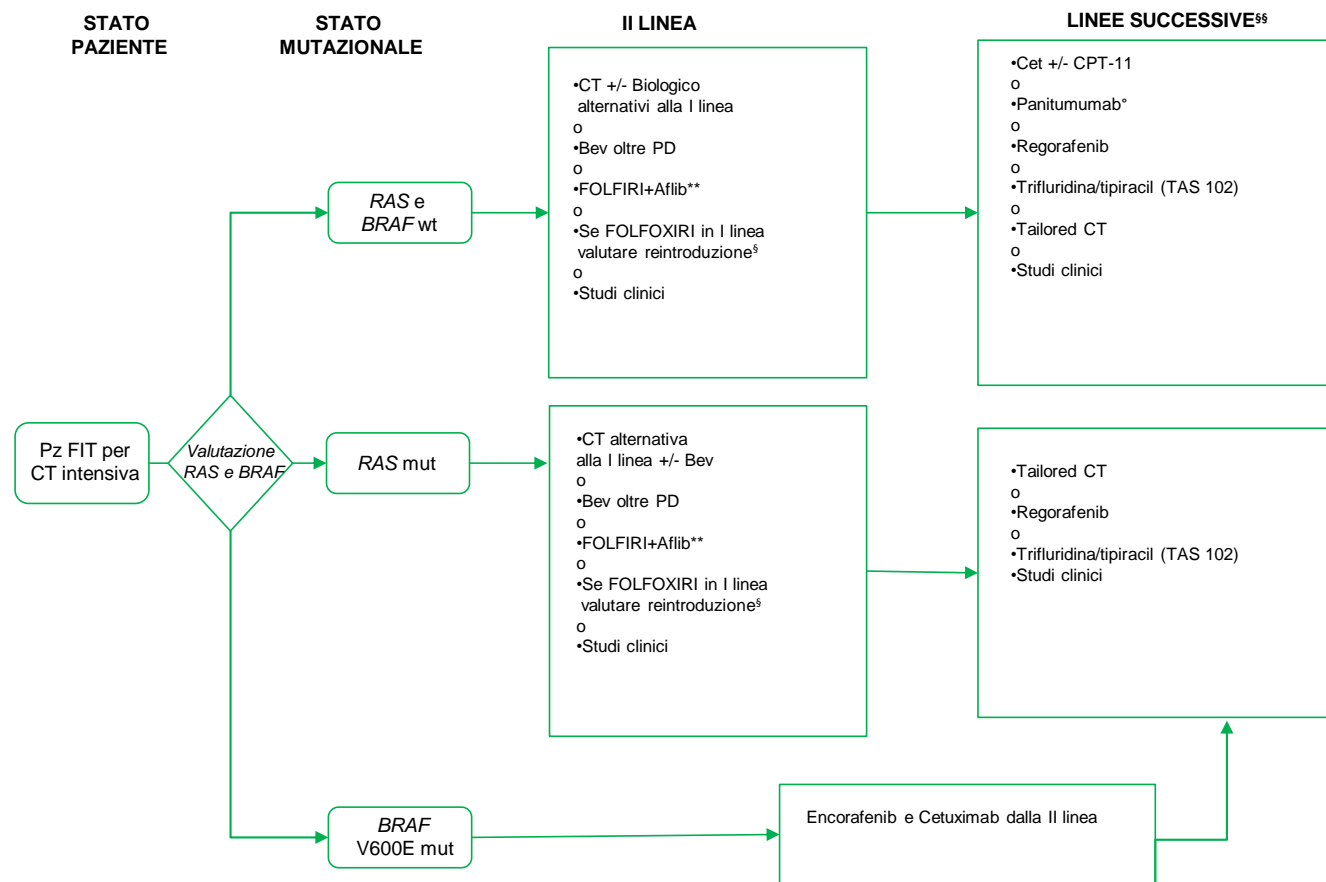 STATO
PAZIENTE
STATO
MUTAZIONALE
II LINEA
LINEE SUCCESSIVE§§
Pz FIT per
CT intensiva
Valutazione
RAS e BRAF
RAS e
BRAF wt
•CT +/- Biologico
alternativi alla I linea
o
•Bev oltre PD
o
•FOLFIRI+Aflib**
o
•Se FOLFOXIRI in I linea
valutare reintroduzione§
o
•Studi clinici
•Cet +/- CPT-11
o
•Panitumumab°
o
•Regorafenib
o
•Trifluridina/tipiracil (TAS 102)
o
•Tailored CT
o
•Studi clinici
RAS mut
•CT alternativa
alla I linea +/- Bev
o
•Bev oltre PD
o
•FOLFIRI+Aflib**
o
•Se FOLFOXIRI in I linea
valutare reintroduzione§
o
•Studi clinici
•Tailored CT
o
•Regorafenib
o
•Trifluridina/tipiracil (TAS 102)
•Studi clinici
BRAF
V600E mut
Encorafenib e Cetuximab dalla II linea